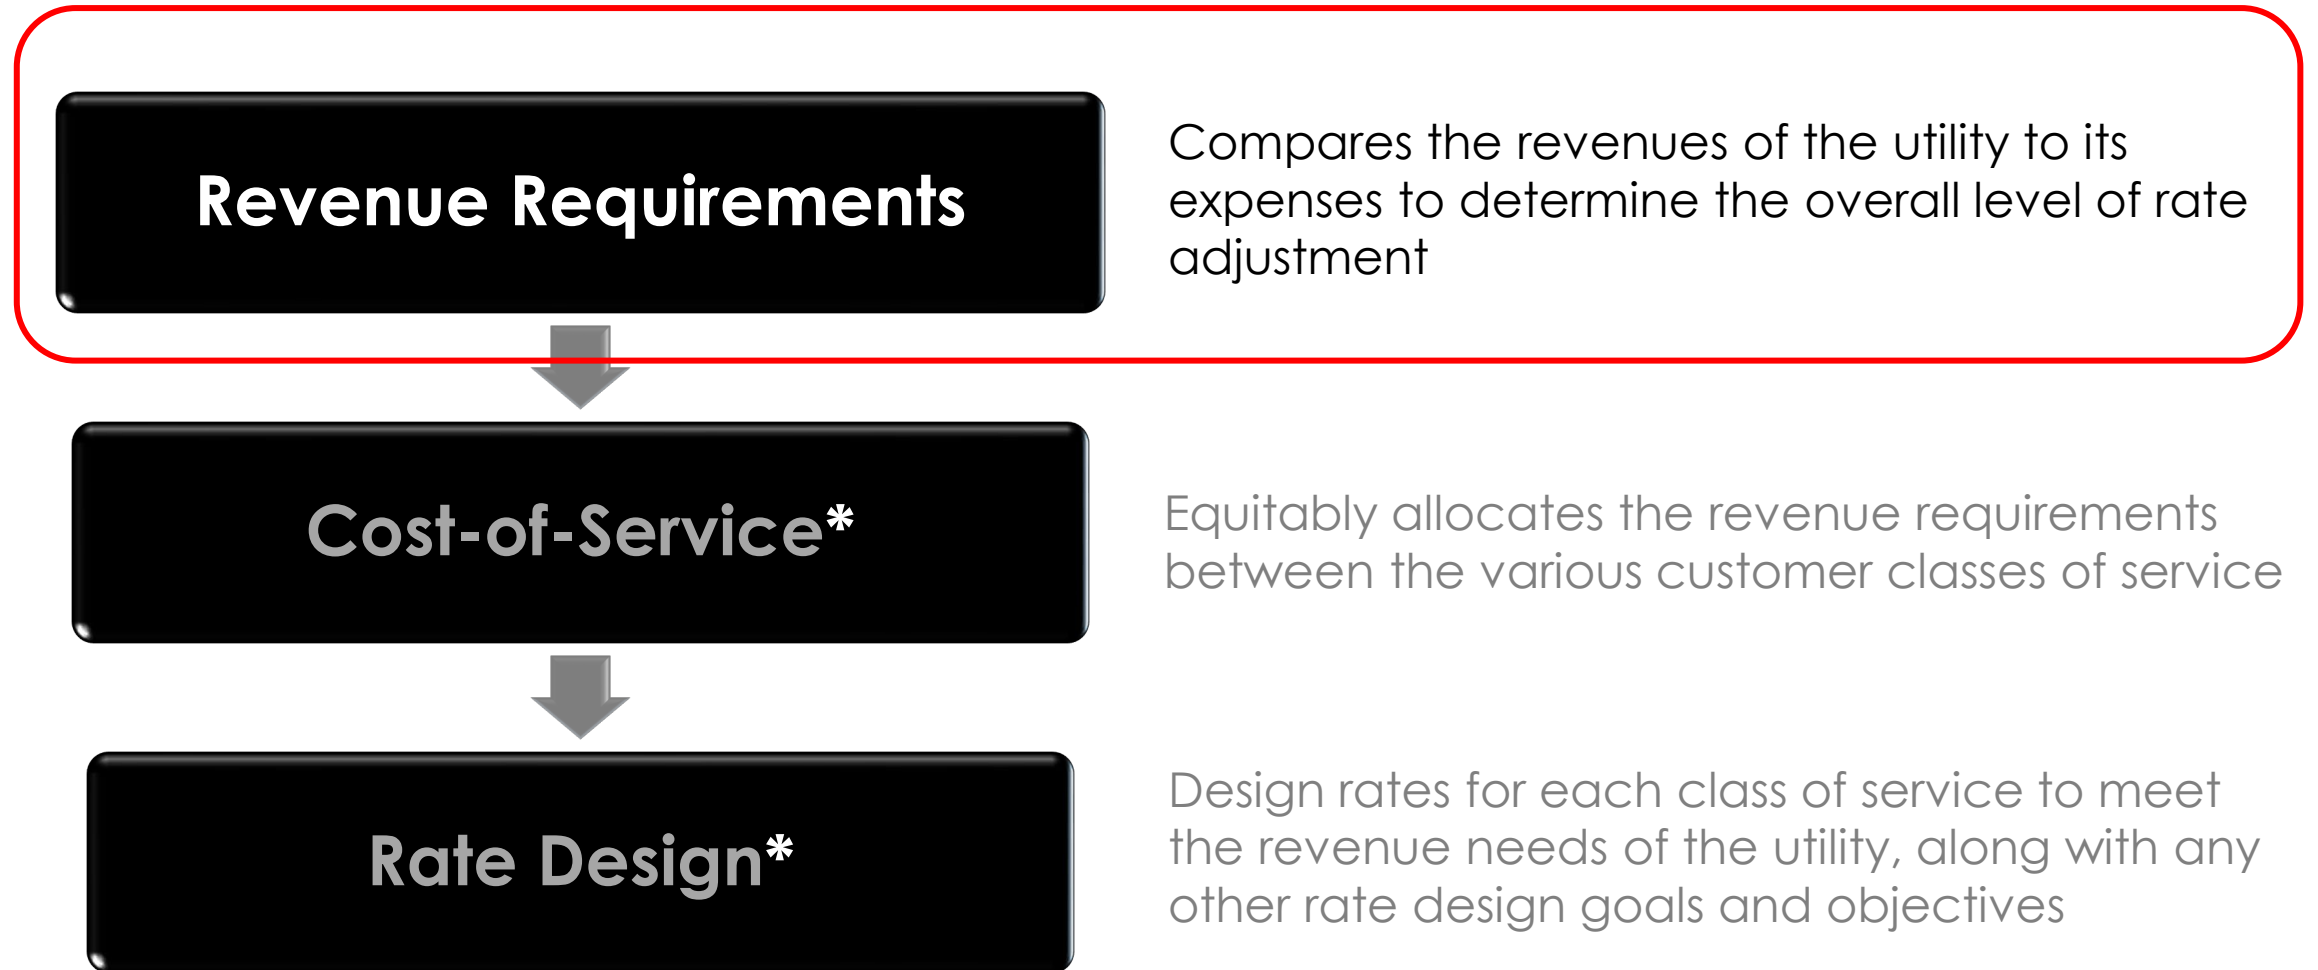 Revenue Requirements
Compares the revenues of the utility to its
expenses to determine the overall level of rate
adjustment
Cost-of-Service*
Equitably allocates the revenue requirements
between the various customer classes of service
Rate Design*
Design rates for each class of service to meet
the revenue needs of the utility, along with any
other rate design goals and objectives